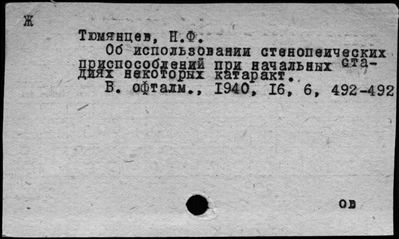 Ж
Тюмянцев, Н.Ф.
Об использовании стенопеических
приспособлений при начальных ста-
диях некоторых катаракт.
В. офталм., 1940, 16, 6, 492-492
ов